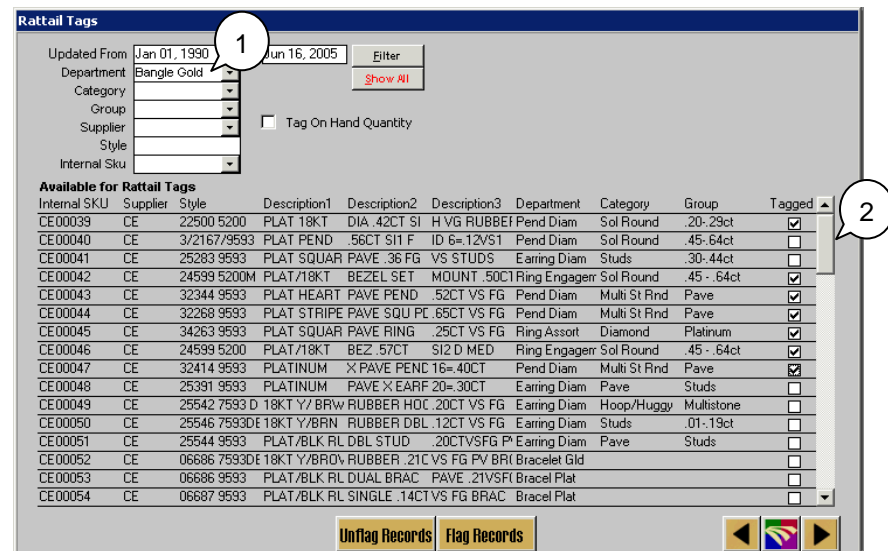 Rattail Tags
1
Updated From Jan 01, 1990 Jun 16, 2005 Filter
Department Bangle Gold Show All
Category
Group
Supplier Tag On Hand Quantity
Style
Internal Sku
Available for Rattail Tags
Internal SKU Supplier Style Description1 Description2 Description3 Department Category Group Tagged
2
CE00039 CE 22500 5200 PLAT 18KT DIA .42CT SI H VG RUBBEF Pend Diam Sol Round .20-.29ct
CE00040 CE 3/2167/9593 PLAT PEND .56CT SI1 F ID 6=.12VS1 Pend Diam Sol Round .45-.64ct
CE00041 CE 25283 9593 PLAT SQUAR PAVE .36 FG VS STUDS Earring Diam Studs .30-.44ct
CE00042 CE 24599 5200M PLAT/18KT BEZEL SET MOUNT .50CT Ring Engagem Sol Round .45 - .64ct
CE00043 CE 32344 9593 PLAT HEART PAVE PEND .52CT VS FG Pend Diam Multi St Rnd Pave
CE00044 CE 32268 9593 PLAT STRIPE PAVE SQU PE .65CT VS FG Pend Diam Multi St Rnd Pave
CE00045 CE 34263 9593 PLAT SQUAR PAVE RING .25CT VS FG Ring Assort Diamond Platinum
CE00046 CE 24599 5200 PLAT/18KT BEZ .57CT SI2 D MED Ring Engagem Sol Round .45 - .64ct
CE00047 CE 32414 9593 PLATINUM X PAVE PEND 16=.40CT Pend Diam Multi St Rnd Pave
CE00048 CE 25391 9593 PLATINUM PAVE X EARF 20=.30CT Earring Diam Pave Studs
CE00049 CE 25542 7593 D 18KT Y/ BRW RUBBER HOC .20CT VS FG Earring Diam Hoop/Huggy Multistone
CE00050 CE 25546 7593DE 18KT Y/BRN RUBBER DBL .12CT VS FG Earring Diam Studs .01-.19ct
CE00051 CE 25544 9593 PLAT/BLK RU DBL STUD .20CTVSFG P Earring Diam Pave Studs
CE00052 CE 06686 7593DE 18KT Y/BROV RUBBER .21C VS FG PV BR( Bracelet Gld
CE00053 CE 06686 9593 PLAT/BLK RL DUAL BRAC PAVE .21VSF( Bracel Plat
CE00054 CE 06687 9593 PLAT/BLK RL SINGLE .14CT VS FG BRAC Bracel Plat
Unflag Records Flag Records